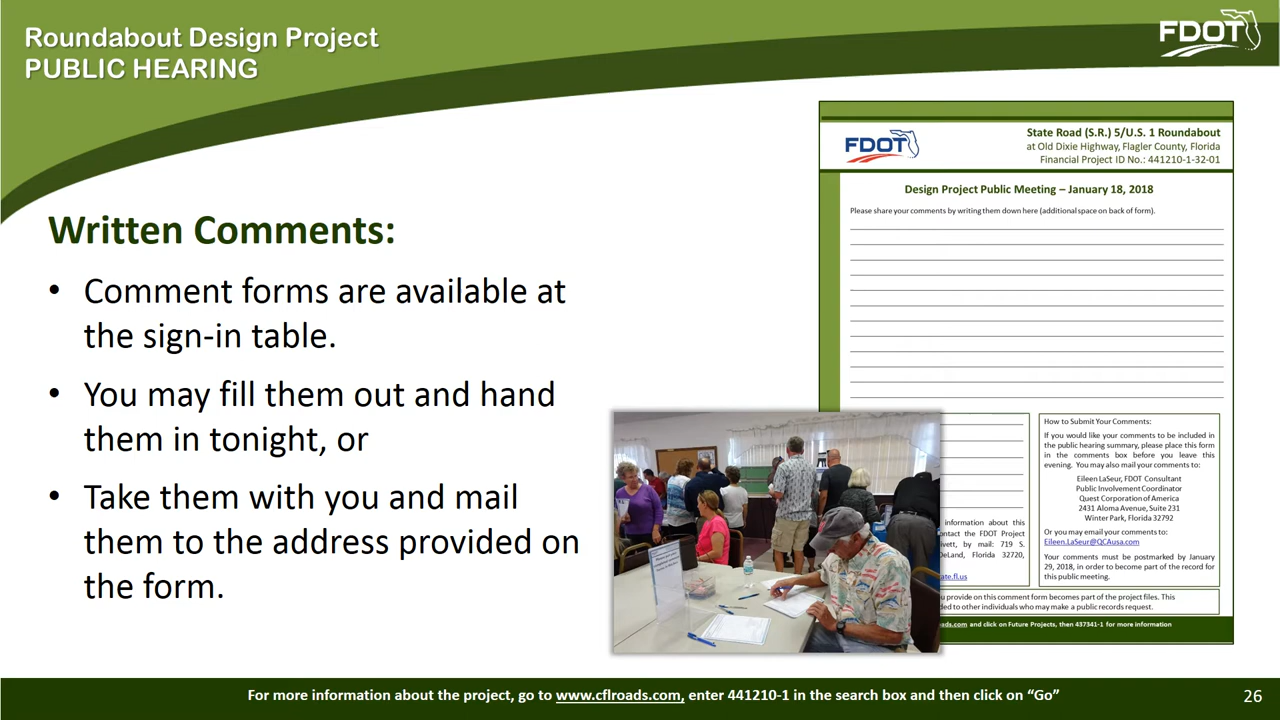 Roundabout Design Project
PUBLIC HEARING
FDOT
Written Comments:
• Comment forms are available at
the sign-in table.
• You may fill them out and hand
them in tonight, or
• Take them with you and mail
them to the address provided on
the form.
FDOT
State Road (S.R.) 5/U.S. 1 Roundabout
at Old Dixie Highway, Flagler County, Florida
Financial Project ID No.: 441210-1-32-01
Design Project Public Meeting – January 18, 2018
Please share your comments by writing them down here (additional space on back of form).
information about this
the FDOT Project
by mail: 719 S.
DeLand, Florida 32720,
How to Submit Your Comments:
If you would like your comments to be included in
the public hearing summary, please place this form
in the comments box before you leave this
evening. You may also mail your comments to:
Eileen LaSeur, FDOT Consultant
Public Involvement Coordinator
Quest Corporation of America
2431 Aloma Avenue, Suite 231
Winter Park, Florida 32792
Or you may email your comments to:
Eileen.LaSeur@QCAusa.com
Your comments must be postmarked by January
29, 2018, in order to become part of the record for
this public meeting.
provide on this comment form becomes part of the project files. This
to other individuals who may make a public records request.
and click on Future Projects, then 437341-1 for more information
For more information about the project, go to www.cflroads.com, enter 441210-1 in the search box and then click on “Go”
26